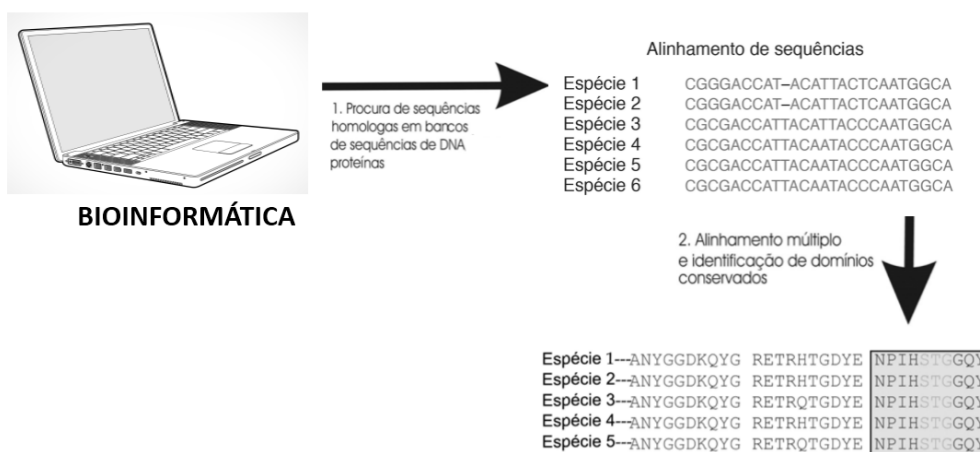 BIOINFORMÁTICA
1. Procura de sequências
homologas em bancos
de sequências de DNA
proteínas
Alinhamento de sequências
Espécie 1 CGGGACCAT–ACATTACTCAATGGCA
Espécie 2 CGGGACCAT–ACATTACTCAATGGCA
Espécie 3 CGCGACCATTACATTACCCAATGGCA
Espécie 4 CGCGACCATTACAATACCCAATGGCA
Espécie 5 CGCGACCATTACAATACCCAATGGCA
Espécie 6 CGCGACCATTACAATACCCAATGGCA
2. Alinhamento múltiplo
e identificação de domínios
conservados
Espécie 1---ANYGGDKQYG RETRHTGDYE NPIHSTGGQY
Espécie 2---ANYGGDKQYG RETRHTGDYE NPIHSTGGQY
Espécie 3---ANYGGDKQYG RETRQTGDYE NPIHSTGGQY
Espécie 4---ANYGGDKQYG RETRHTGDYE NPIHSTGGQY
Espécie 5---ANYGGDKQYG RETRQTGDYE NPIHSTGGQY